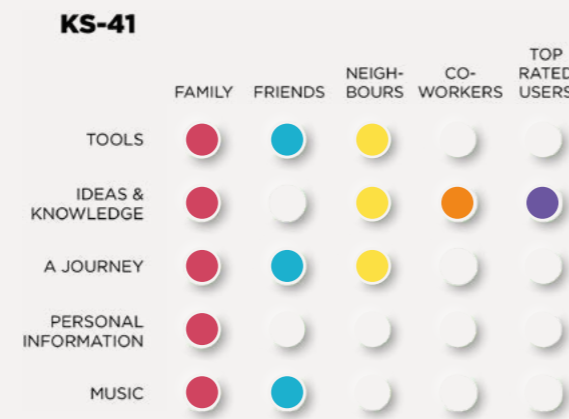 KS-41
FAMILY
FRIENDS
NEIGH-
BOURS
CO-
WORKERS
TOP
RATED
USERS
TOOLS
IDEAS &
KNOWLEDGE
A JOURNEY
PERSONAL
INFORMATION
MUSIC